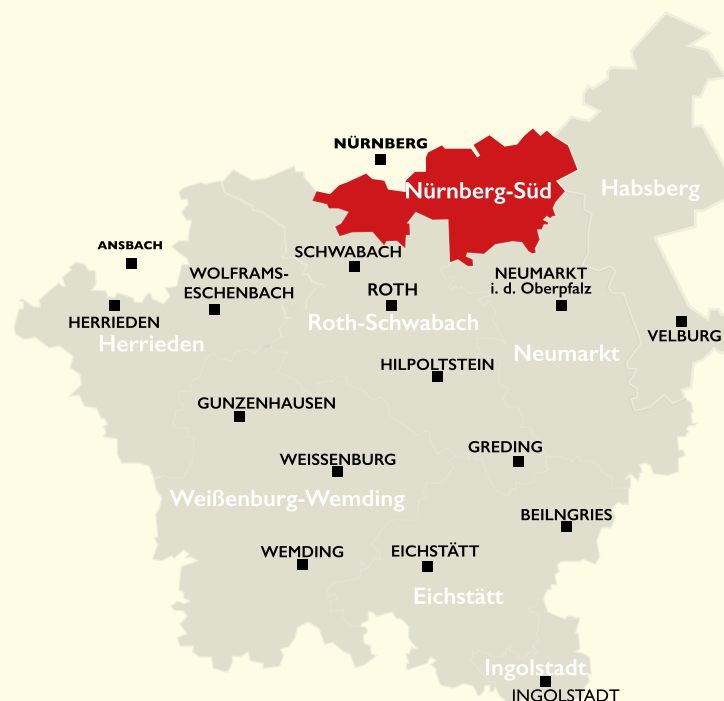 NÜRNBERG
Nürnberg-Süd
Habsberg
ANSBACH
SCHWABACH
WOLFRAMS-
ESCHENBACH
NEUMARKT
i. d. Oberpfalz
ROTH
HERRIEDEN
Roth-Schwabach
VELBURG
Herrieden
Neumarkt
HILPOLTSTEIN
GUNZENHAUSEN
GREDING
WEISSENBURG
Weißenburg-Wemding
BEILNGRIES
WEMDING
EICHSTÄTT
Eichstätt
Ingolstadt
INGOLSTADT